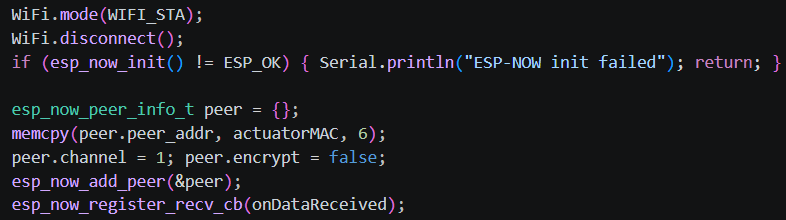 WiFi.mode(WIFI_STA);
WiFi.disconnect();
if (esp_now_init() != ESP_OK) { Serial.println("ESP-NOW init failed"); return; }
esp_now_peer_info_t peer = {};
memcpy(peer.peer_addr, actuatorMAC, 6);
peer.channel = 1; peer.encrypt = false;
esp_now_add_peer(&peer);
esp_now_register_recv_cb(onDataReceived);